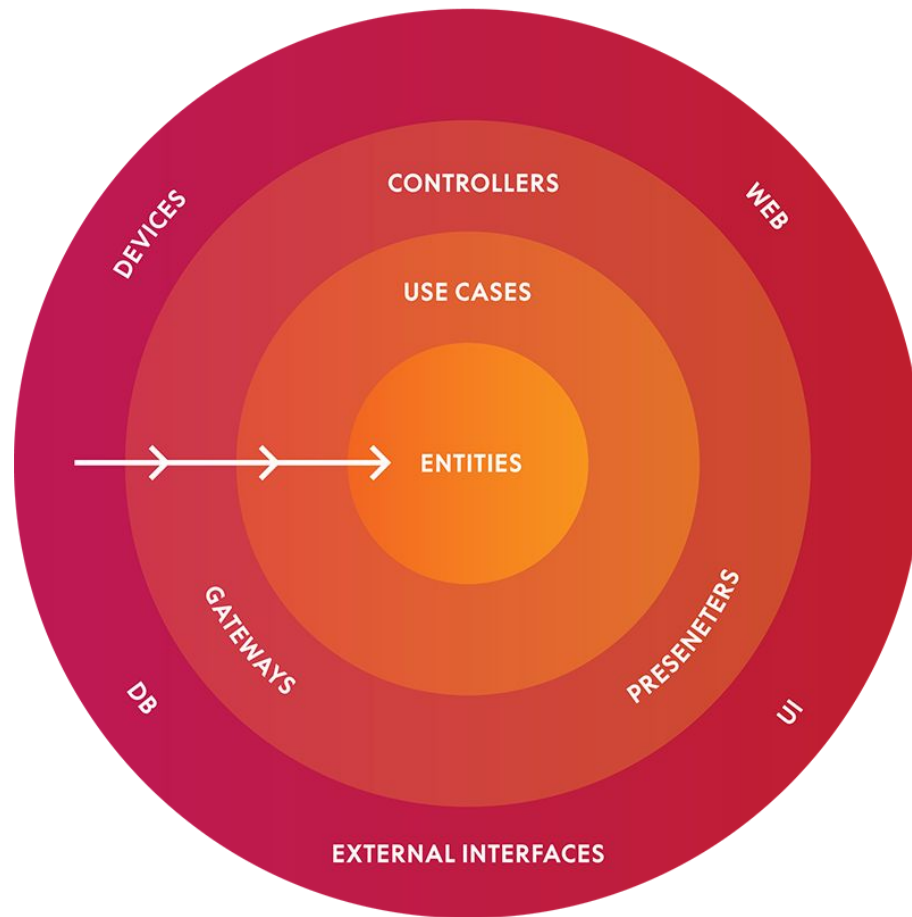 CONTROLLERS
DEVICES
WEB
USE CASES
ENTITIES
GATEWAYS
PRESENETERS
DB
UI
EXTERNAL INTERFACES